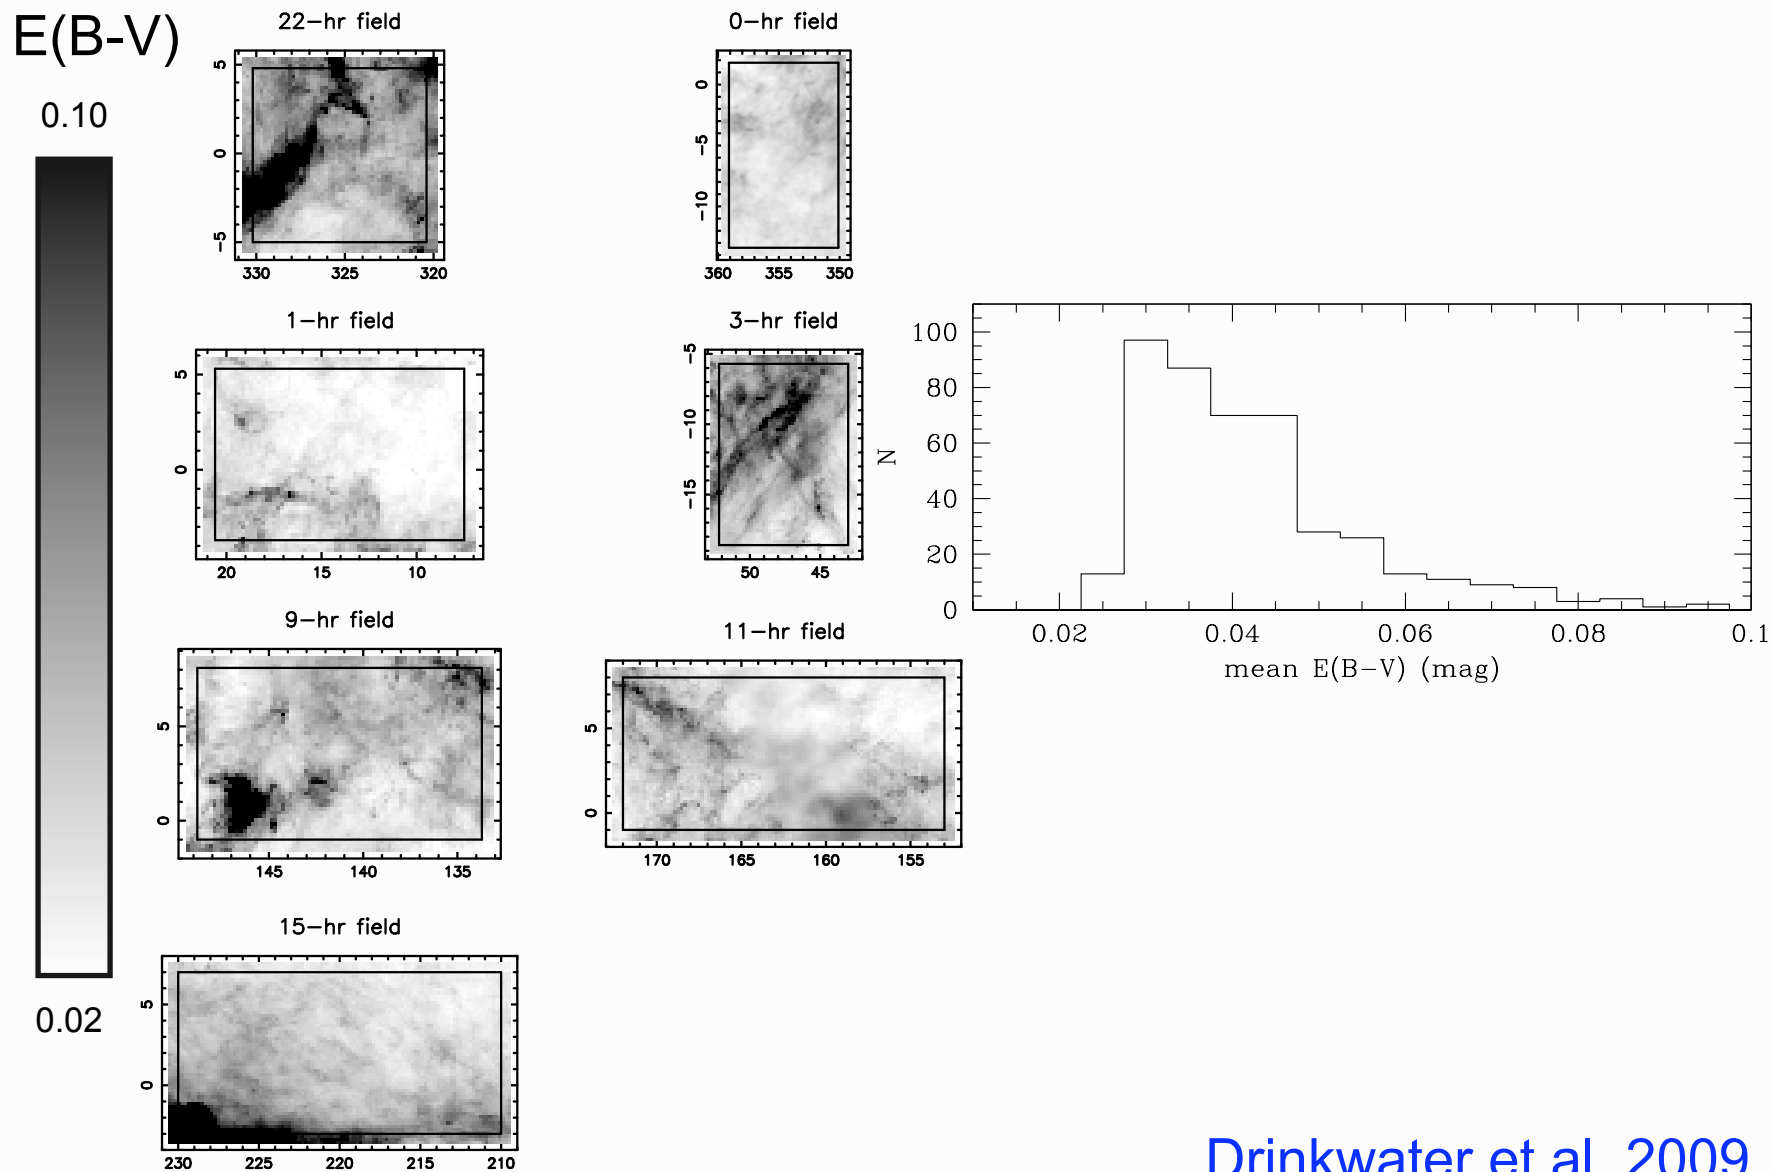 E(B-V)
0.10
0.02
22-hr field
5
0
-5
330 325 320
0-hr field
0
-5
-10
360 355 350
1-hr field
5
0
20 15 10
3-hr field
-5
-10
-15
50 45
N
100
80
60
40
20
0
0.02 0.04 0.06 0.08 0.1
mean E(B-V) (mag)
9-hr field
5
0
145 140 135
11-hr field
5
0
170 165 160 155
15-hr field
5
0
230 225 220 215 210
Drinkwater et al. 2009